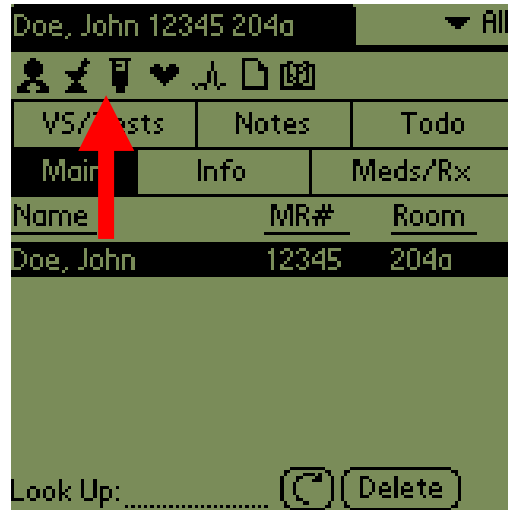 Doe, John 12345 204a All
VS/Tests Notes Todo
Main Info Meds/Rx
Name MR# Room
Doe, John 12345 204a
Look Up: Delete